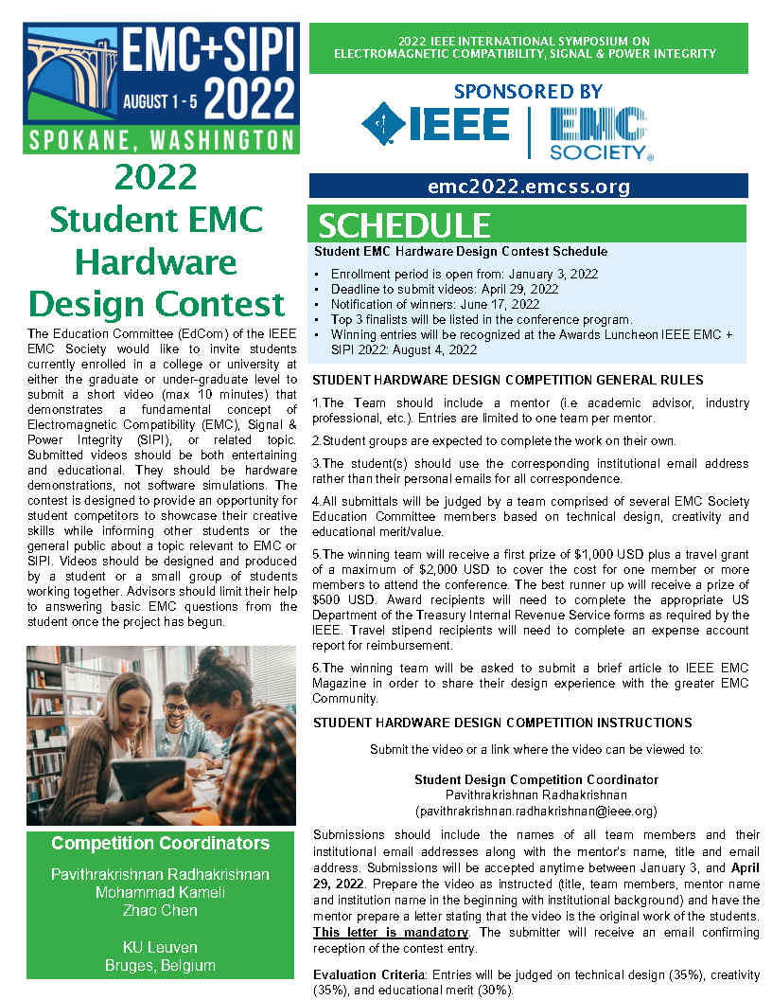 EMC+SIPI
AUGUST 1 - 5 2022
SPOKANE, WASHINGTON
2022 IEEE INTERNATIONAL SYMPOSIUM ON
ELECTROMAGNETIC COMPATIBILITY, SIGNAL & POWER INTEGRITY
SPONSORED BY
IEEE
EMC
SOCIETY®
emc2022.emcss.org
2022
Student EMC
Hardware
Design Contest
The Education Committee (EdCom) of the IEEE
EMC Society would like to invite students
currently enrolled in a college or university at
either the graduate or under-graduate level to
submit a short video (max 10 minutes) that
demonstrates a fundamental concept of
Electromagnetic Compatibility (EMC), Signal &
Power Integrity (SIPI), or related topic.
Submitted videos should be both entertaining
and educational. They should be hardware
demonstrations, not software simulations. The
contest is designed to provide an opportunity for
student competitors to showcase their creative
skills while informing other students or the
general public about a topic relevant to EMC or
SIPI. Videos should be designed and produced
by a student or a small group of students
working together. Advisors should limit their help
to answering basic EMC questions from the
student once the project has begun.
Competition Coordinators
Pavithrakrishnan Radhakrishnan
Mohammad Kameli
Zhao Chen
KU Leuven
Bruges, Belgium
SCHEDULE
Student EMC Hardware Design Contest Schedule
• Enrollment period is open from: January 3, 2022
• Deadline to submit videos: April 29, 2022
• Notification of winners: June 17, 2022
• Top 3 finalists will be listed in the conference program.
• Winning entries will be recognized at the Awards Luncheon IEEE EMC +
SIPI 2022: August 4, 2022
STUDENT HARDWARE DESIGN COMPETITION GENERAL RULES
1.The Team should include a mentor (i.e academic advisor, industry
professional, etc.). Entries are limited to one team per mentor.
2.Student groups are expected to complete the work on their own.
3.The student(s) should use the corresponding institutional email address
rather than their personal emails for all correspondence.
4.All submittals will be judged by a team comprised of several EMC Society
Education Committee members based on technical design, creativity and
educational merit/value.
5.The winning team will receive a first prize of $1,000 USD plus a travel grant
of a maximum of $2,000 USD to cover the cost for one member or more
members to attend the conference. The best runner up will receive a prize of
$500 USD. Award recipients will need to complete the appropriate US
Department of the Treasury Internal Revenue Service forms as required by the
IEEE. Travel stipend recipients will need to complete an expense account
report for reimbursement.
6.The winning team will be asked to submit a brief article to IEEE EMC
Magazine in order to share their design experience with the greater EMC
Community.
STUDENT HARDWARE DESIGN COMPETITION INSTRUCTIONS
Submit the video or a link where the video can be viewed to:
Student Design Competition Coordinator
Pavithrakrishnan Radhakrishnan
(pavithrakrishnan.radhakrishnan@ieee.org)
Submissions should include the names of all team members and their
institutional email addresses along with the mentor's name, title and email
address. Submissions will be accepted anytime between January 3, and April
29, 2022. Prepare the video as instructed (title, team members, mentor name
and institution name in the beginning with institutional background) and have the
mentor prepare a letter stating that the video is the original work of the students.
This letter is mandatory. The submitter will receive an email confirming
reception of the contest entry.
Evaluation Criteria: Entries will be judged on technical design (35%), creativity
(35%), and educational merit (30%).